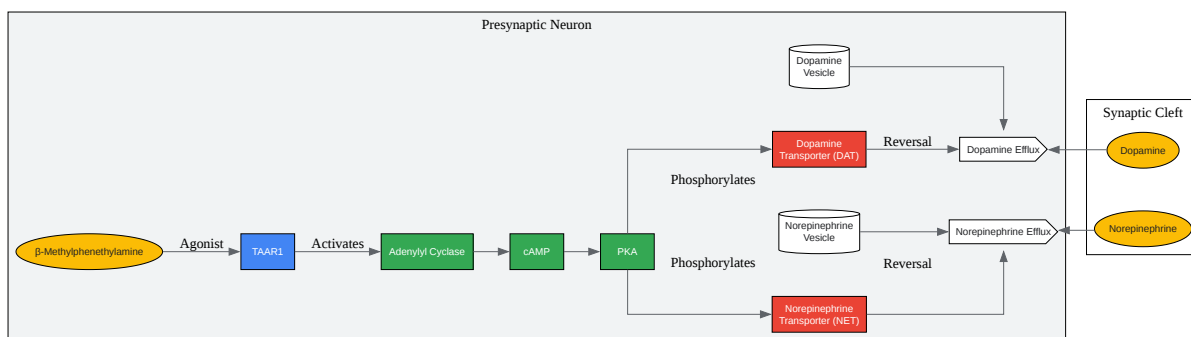 Presynaptic Neuron
Dopamine
Vesicle
Synaptic Cleft
Dopamine
Transporter (DAT)
Reversal
Dopamine Efflux
Dopamine
Phosphorylates
Norepinephrine
Vesicle
Norepinephrine Efflux
Norepinephrine
β-Methylphenethylamine
Agonist
TAAR1
Activates
Adenylyl Cyclase
cAMP
PKA
Phosphorylates
Reversal
Norepinephrine
Transporter (NET)